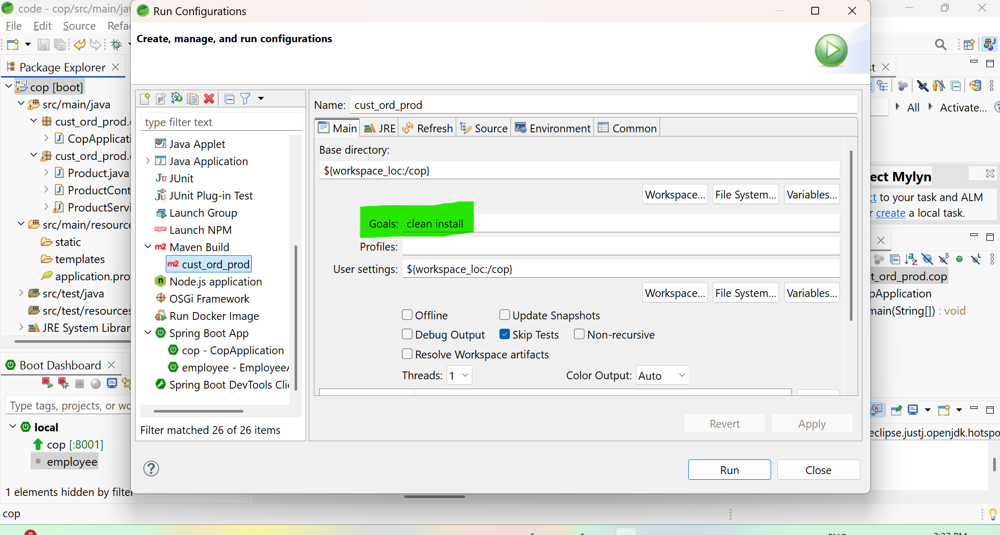 code - cop/src/main/jav
Run Configurations
File Edit Source Refac
Create, manage, and run configurations
Package Explorer
cop [boot]
src/main/java
cust_ord_prod.
CopApplicati
cust_ord_prod.
Product.java
ProductCont
ProductServi
src/main/resource
static
templates
application.pro
src/test/java
src/test/resources
JRE System Librar
Boot Dashboard
Type tags, projects, or wo
local
cop [:8001]
employee
1 elements hidden by filter
cop
type filter text
Java Applet
Java Application
JUnit
JUnit Plug-in Test
Launch Group
Launch NPM
Maven Build
cust_ord_prod
Node.js application
OSGi Framework
Run Docker Image
Spring Boot App
cop - CopApplication
employee - EmployeeA
Spring Boot DevTools Clie
Filter matched 26 of 26 items
Name: cust_ord_prod
Main JRE Refresh Source Environment Common
Base directory:
${workspace_loc:/cop}
Workspace... File System... Variables...
Goals: clean install
Profiles:
User settings: ${workspace_loc:/cop}
Workspace... File System... Variables...
Offline Update Snapshots
Debug Output Skip Tests Non-recursive
Resolve Workspace artifacts
Threads: 1 Color Output: Auto
Revert Apply
Run Close
All Activate...
ect Mylyn
ct to your task and ALM
r create a local task.
t_ord_prod.cop
pApplication
main(String[]) : void
eclipse.justj.openjdk.hotspo